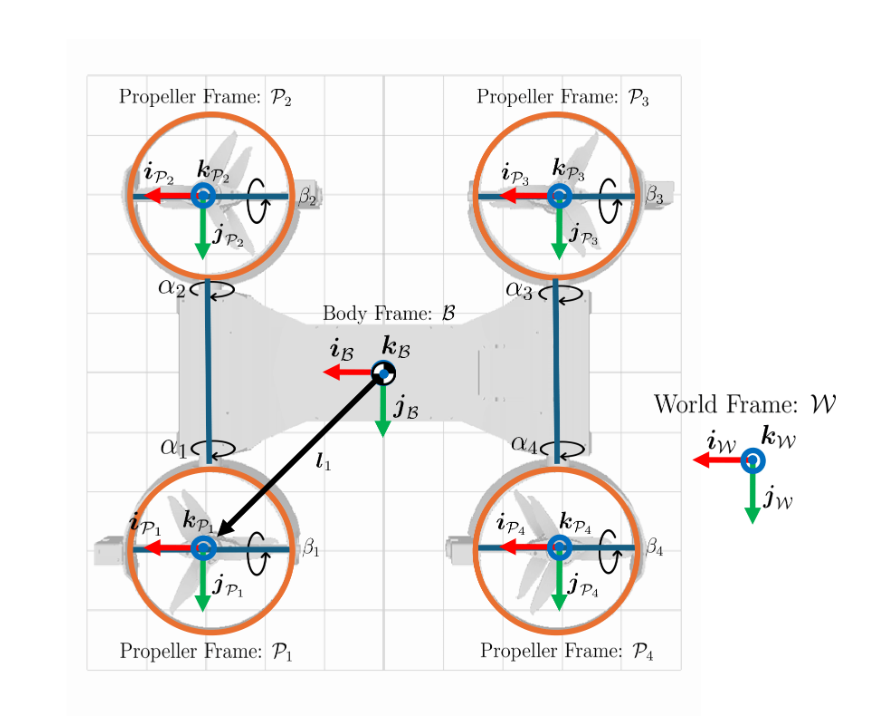 Propeller Frame: 𝒫₂
Propeller Frame: 𝒫₃
i𝒫₂
k𝒫₂
j𝒫₂
β₂
i𝒫₃
k𝒫₃
j𝒫₃
β₃
α₂
α₃
Body Frame: ℬ
iℬ
kℬ
jℬ
l₁
World Frame: 𝒲
i𝒲
k𝒲
j𝒲
α₁
α₄
i𝒫₁
k𝒫₁
j𝒫₁
β₁
i𝒫₄
k𝒫₄
j𝒫₄
β₄
Propeller Frame: 𝒫₁
Propeller Frame: 𝒫₄